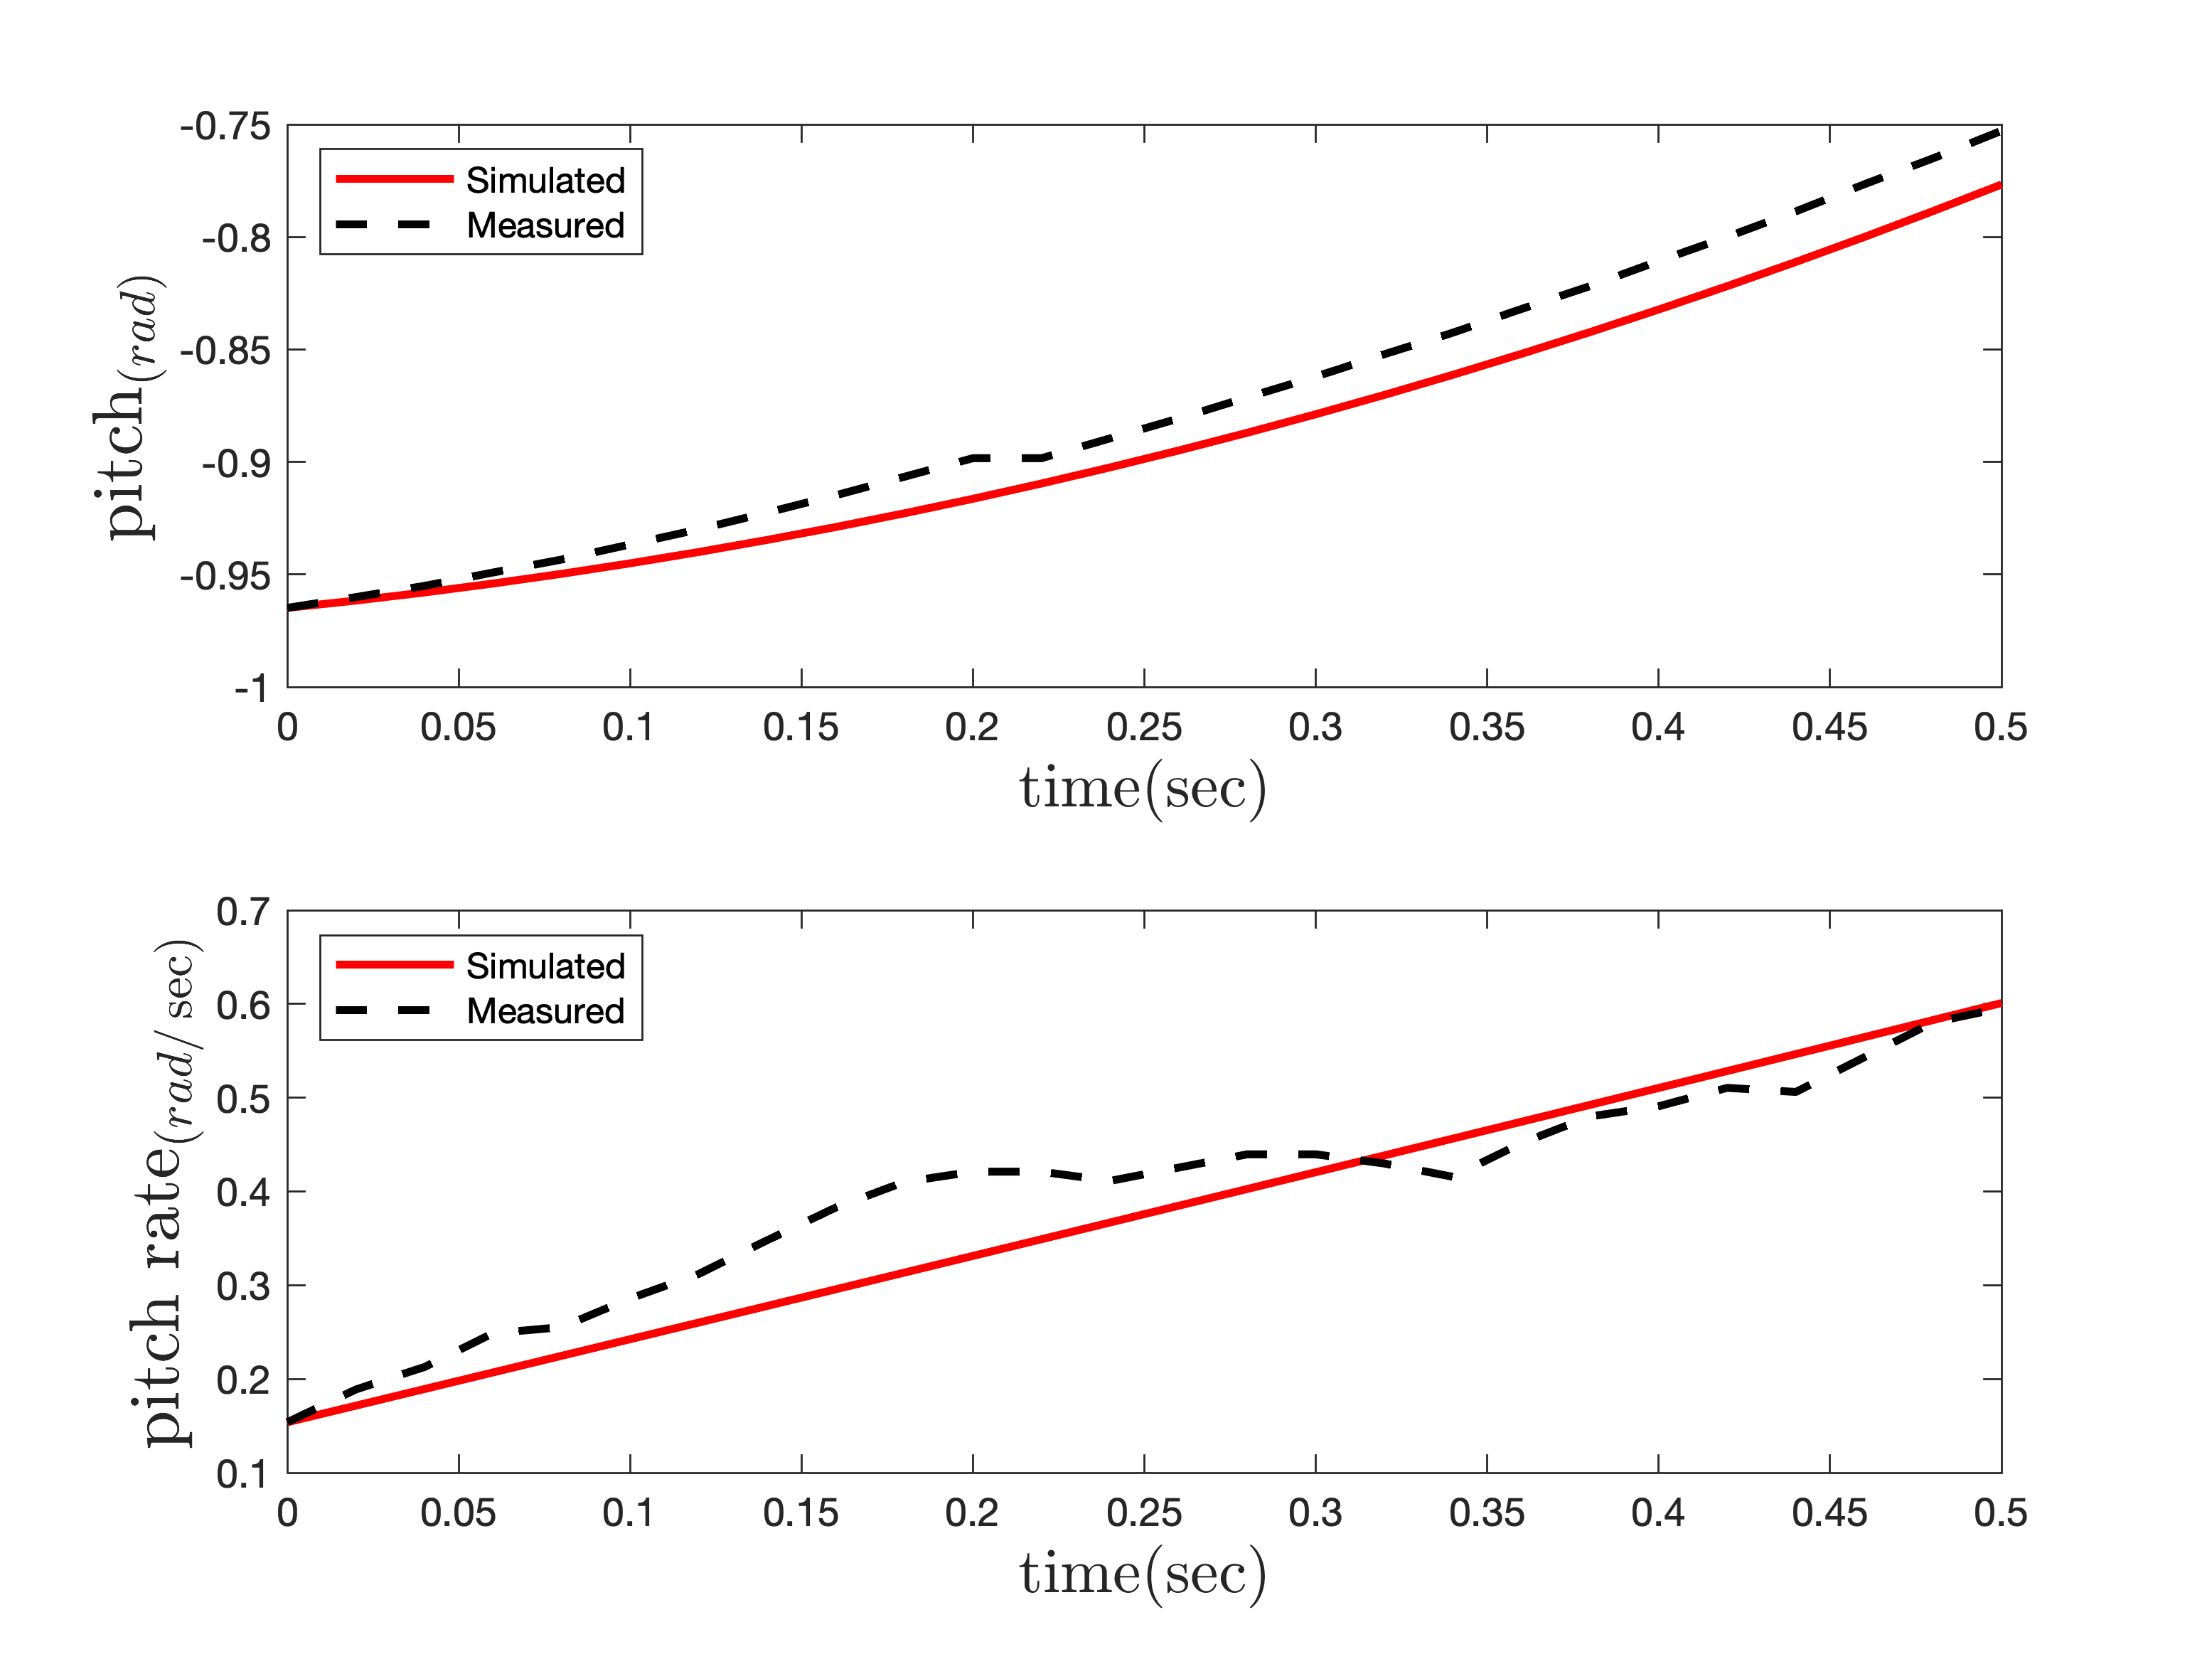 -0.75
Simulated
Measured
-0.8
-0.85
-0.9
-0.95
-1
pitch(rad)
0 0.05 0.1 0.15 0.2 0.25 0.3 0.35 0.4 0.45 0.5
time(sec)
0.7
Simulated
Measured
0.6
0.5
0.4
0.3
0.2
0.1
pitch rate(rad/ sec)
0 0.05 0.1 0.15 0.2 0.25 0.3 0.35 0.4 0.45 0.5
time(sec)